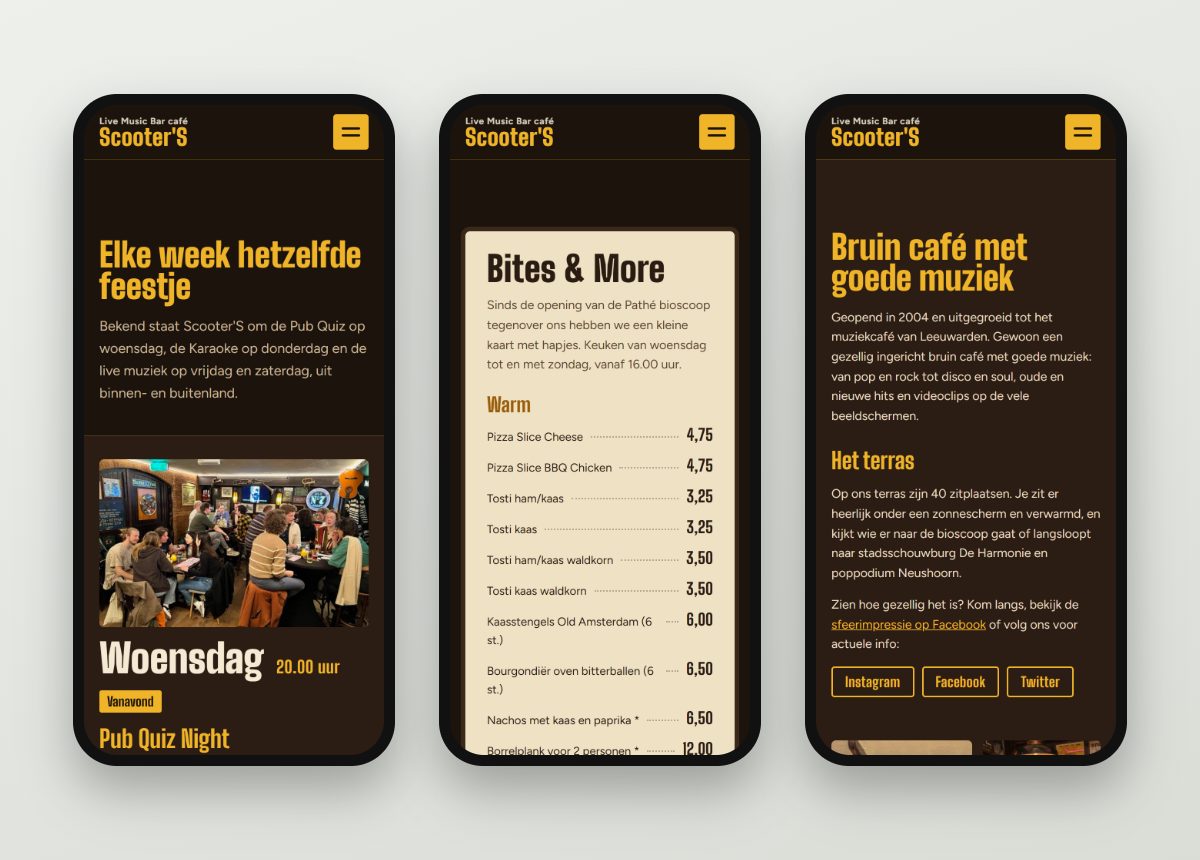 Live Music Bar café
Scooter'S
Elke week hetzelfde
feestje
Bekend staat Scooter'S om de Pub Quiz op
woensdag, de Karaoke op donderdag en de
live muziek op vrijdag en zaterdag, uit
binnen- en buitenland.
Woensdag 20.00 uur
Vanavond
Pub Quiz Night
Live Music Bar café
Scooter'S
Bites & More
Sinds de opening van de Pathé bioscoop
tegenover ons hebben we een kleine
kaart met hapjes. Keuken van woensdag
tot en met zondag, vanaf 16.00 uur.
Warm
Pizza Slice Cheese 4,75
Pizza Slice BBQ Chicken 4,75
Tosti ham/kaas 3,25
Tosti kaas 3,25
Tosti ham/kaas waldkorn 3,50
Tosti kaas waldkorn 3,50
Kaasstengels Old Amsterdam (6 6,00
st.)
Bourgondiër oven bitterballen (6 6,50
st.)
Nachos met kaas en paprika * 6,50
Borrelplank voor 2 personen * 12,00
Live Music Bar café
Scooter'S
Bruin café met
goede muziek
Geopend in 2004 en uitgegroeid tot het
muziekcafé van Leeuwarden. Gewoon een
gezellig ingericht bruin café met goede muziek:
van pop en rock tot disco en soul, oude en
nieuwe hits en videoclips op de vele
beeldschermen.
Het terras
Op ons terras zijn 40 zitplaatsen. Je zit er
heerlijk onder een zonnescherm en verwarmd, en
kijkt wie er naar de bioscoop gaat of langsloopt
naar stadsschouwburg De Harmonie en
poppodium Neushoorn.
Zien hoe gezellig het is? Kom langs, bekijk de
sfeerimpressie op Facebook of volg ons voor
actuele info:
Instagram Facebook Twitter